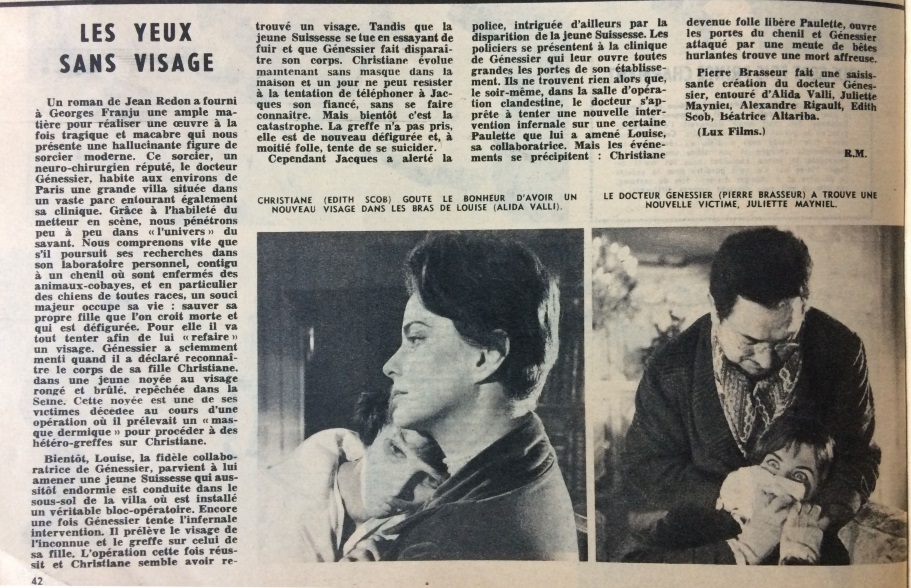 LES YEUX
SANS VISAGE
Un roman de Jean Redon a fourni
à Georges Franju une ample ma-
tière pour réaliser une œuvre à la
fois tragique et macabre qui nous
présente une hallucinante figure de
sorcier moderne. Ce sorcier, un
neuro-chirurgien réputé, le docteur
Génessier, habite aux environs de
Paris une grande villa située dans
un vaste parc entourant également
sa clinique. Grâce à l'habileté du
metteur en scène, nous pénétrons
peu à peu dans « l'univers » du
savant. Nous comprenons vite que
s'il poursuit ses recherches dans
son laboratoire personnel, contigu
à un chenil où sont enfermés des
animaux-cobayes, et en particulier
des chiens de toutes races, un souci
majeur occupe sa vie : sauver sa
propre fille que l'on croit morte et
qui est défigurée. Pour elle il va
tout tenter afin de lui « refaire »
un visage. Génessier a sciemment
menti quand il a déclaré reconnaî-
tre le corps de sa fille Christiane.
dans une jeune noyée au visage
rongé et brûlé, repêchée dans la
Seine. Cette noyée est une de ses
victimes décédée au cours d'une
opération où il prélevait un « mas-
que dermique » pour procéder à des
hétéro-greffes sur Christiane.
Bientôt, Louise, la fidèle collabo-
ratrice de Génessier, parvient à lui
amener une jeune Suissesse qui aus-
sitôt endormie est conduite dans le
sous-sol de la villa où est installé
un véritable bloc-opératoire. Encore
une fois Génessier tente l'infernale
intervention. Il prélève le visage de
l'inconnue et le greffe sur celui de
sa fille. L'opération cette fois réus-
sit et Christiane semble avoir re-
trouvé un visage. Tandis que la
jeune Suissesse se tue en essayant de
fuir et que Génessier fait disparaî-
tre son corps. Christiane évolue
maintenant sans masque dans la
maison et un jour ne peut resister
à la tentation de téléphoner à Jac-
ques son fiancé, sans se faire
connaître. Mais bientôt c'est la
catastrophe. La greffe n'a pas pris,
elle est de nouveau défigurée et, à
moitié folle, tente de se suicider.
Cependant Jacques a alerté la
police, intriguée d'ailleurs par la
disparition de la jeune Suissesse. Les
policiers se présentent à la clinique
de Génessier qui leur ouvre toutes
grandes les portes de son établisse-
ment. Ils ne trouvent rien alors que,
le soir-même, dans la salle d'opéra-
tion clandestine, le docteur s'ap-
prête à tenter une nouvelle inter-
vention infernale sur une certaine
Paulette que lui a amené Louise,
sa collaboratrice. Mais les événe-
ments se précipitent : Christiane
devenue folle libère Paulette, ouvre
les portes du chenil et Génessier
attaqué par une meute de bêtes
hurlantes trouve une mort affreuse.
Pierre Brasseur fait une saisis-
sante création du docteur Génes-
sier, entouré d'Alida Valli, Juliette
Mayniel, Alexandre Rigault, Edith
Scob, Béatrice Altariba.
(Lux Films.)
R.M.
CHRISTIANE (EDITH SCOB) GOUTE LE BONHEUR D'AVOIR UN
NOUVEAU VISAGE DANS LES BRAS DE LOUISE (ALIDA VALLI).
LE DOCTEUR GENESSIER (PIERRE BRASSEUR) A TROUVE UNE
NOUVELLE VICTIME, JULIETTE MAYNIEL.
42